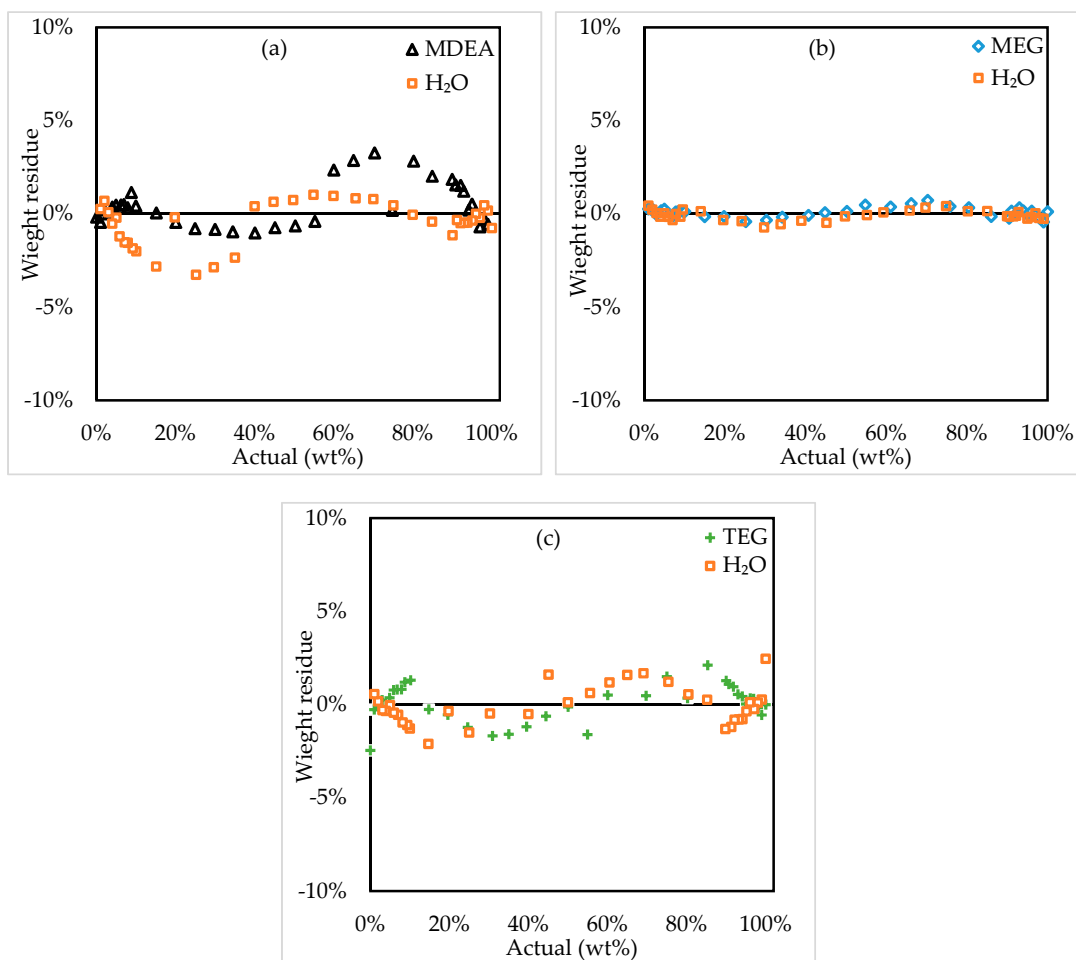 10%
5%
0%
-5%
-10%
Wieght residue
(a)
MDEA
H₂O
0% 20% 40% 60% 80% 100%
Actual (wt%)
10%
5%
0%
-5%
-10%
Wieght residue
(b)
MEG
H₂O
0% 20% 40% 60% 80% 100%
Actual (wt%)
10%
5%
0%
-5%
-10%
Wieght residue
(c)
TEG
H₂O
0% 20% 40% 60% 80% 100%
Actual (wt%)